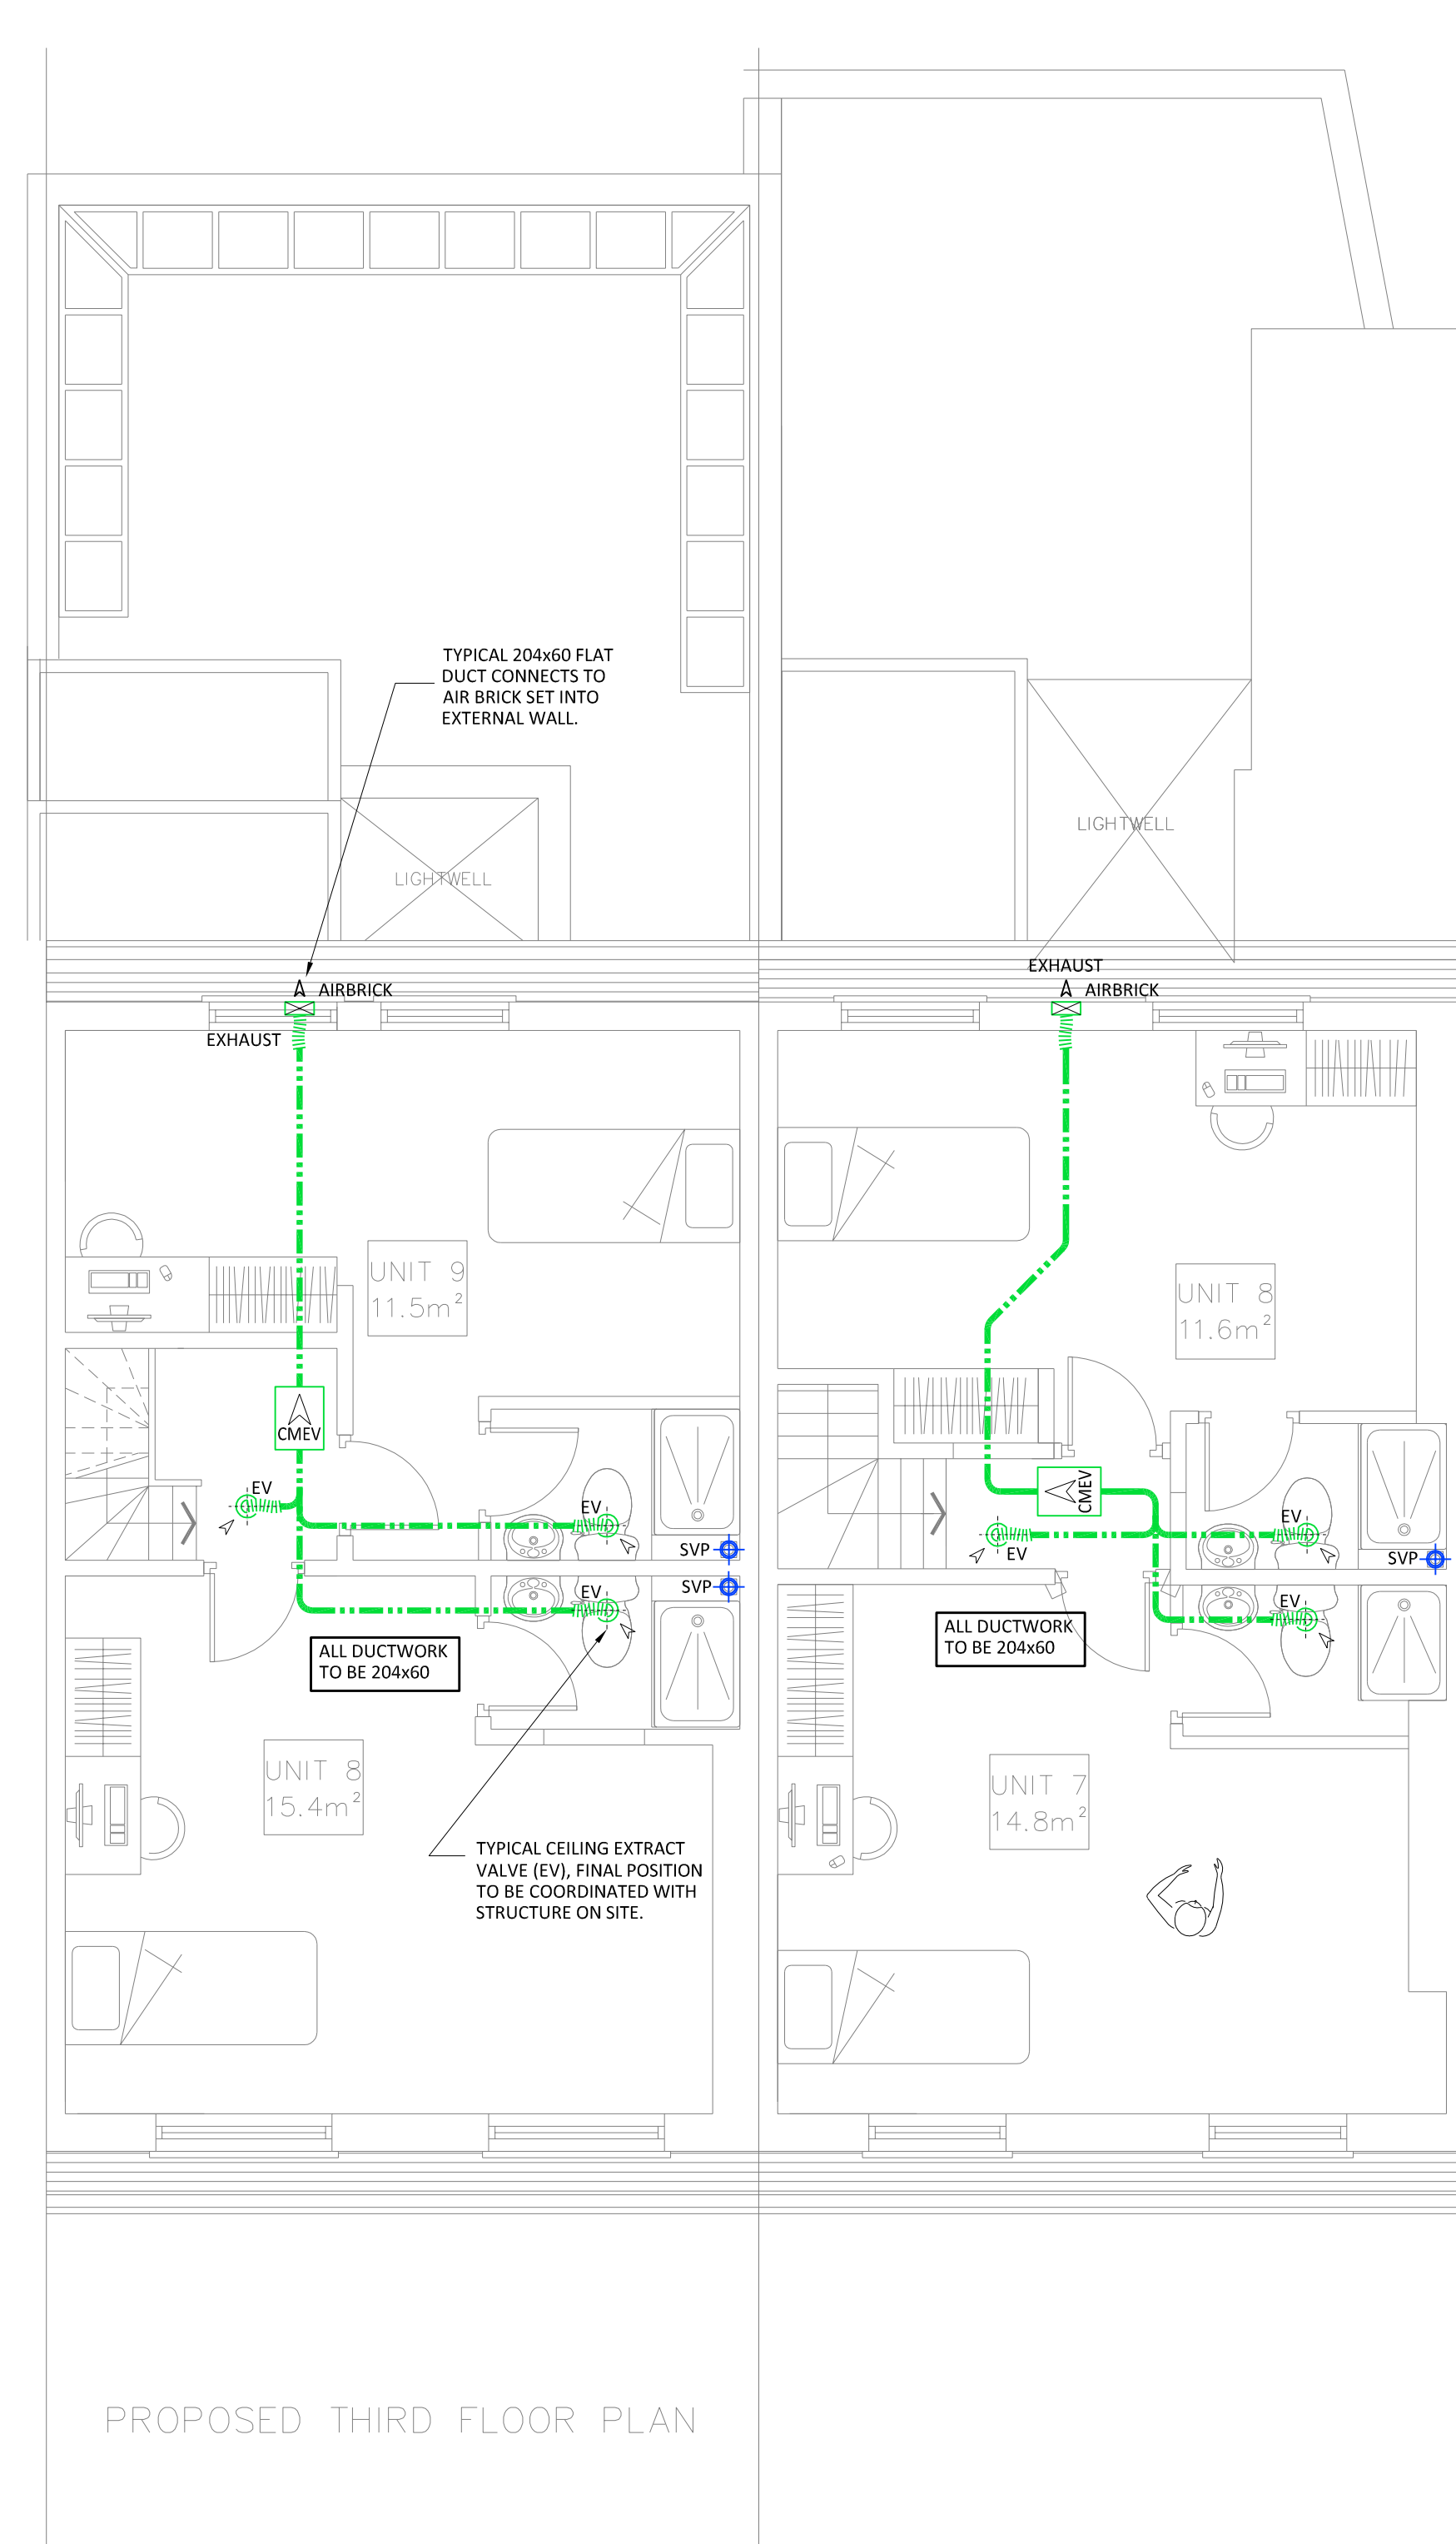 TYPICAL 204x60 FLAT
DUCT CONNECTS TO
AIR BRICK SET INTO
EXTERNAL WALL.
LIGHTWELL
LIGHTWELL
EXHAUST
AIRBRICK
AIRBRICK
EXHAUST
UNIT 9
11.5m²
UNIT 8
11.6m²
CMEV
CMEV
EV
EV
EV
SVP
EV
SVP
SVP
EV
EV
ALL DUCTWORK
TO BE 204x60
ALL DUCTWORK
TO BE 204x60
UNIT 8
15.4m²
UNIT 7
14.8m²
TYPICAL CEILING EXTRACT
VALVE (EV), FINAL POSITION
TO BE COORDINATED WITH
STRUCTURE ON SITE.
PROPOSED THIRD FLOOR PLAN